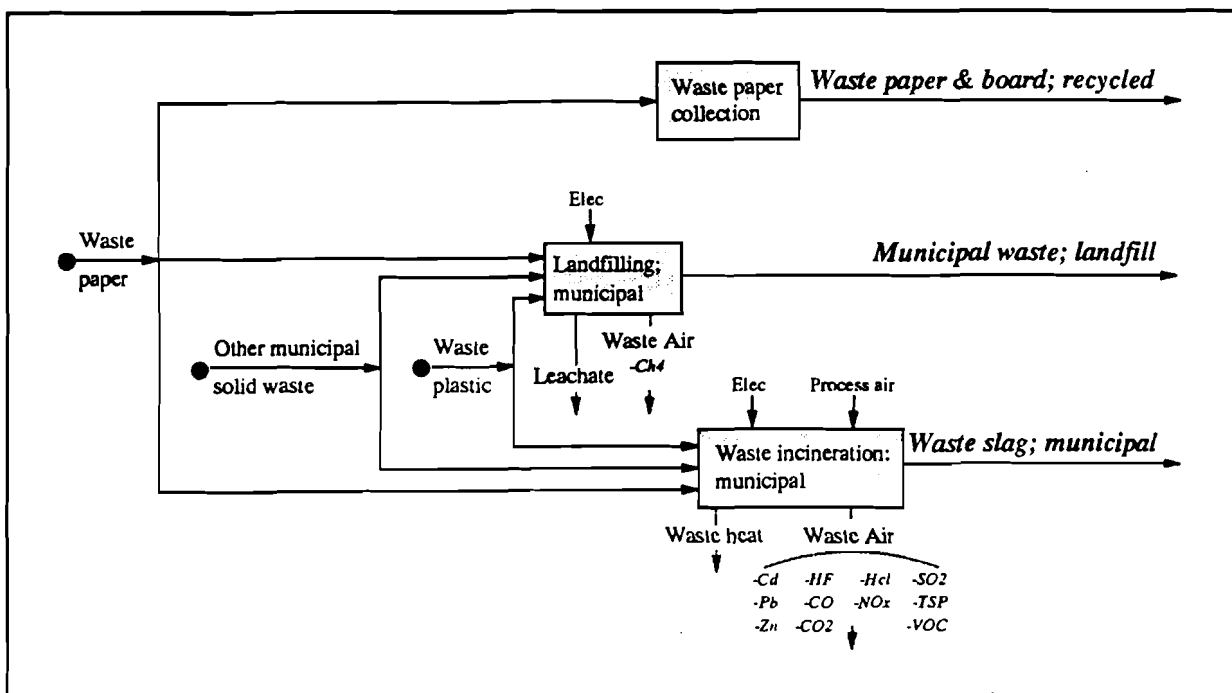 Waste paper
collection
Waste paper & board; recycled
Elec
Waste
paper
Landfilling;
municipal
Municipal waste; landfill
Other municipal
solid waste
Waste
plastic
Leachate
Waste Air
-Ch4
Elec
Process air
Waste incineration:
municipal
Waste slag; municipal
Waste heat
Waste Air
-Cd -HF -Hcl -SO2
-Pb -CO -NOx -TSP
-Zn -CO2 -VOC